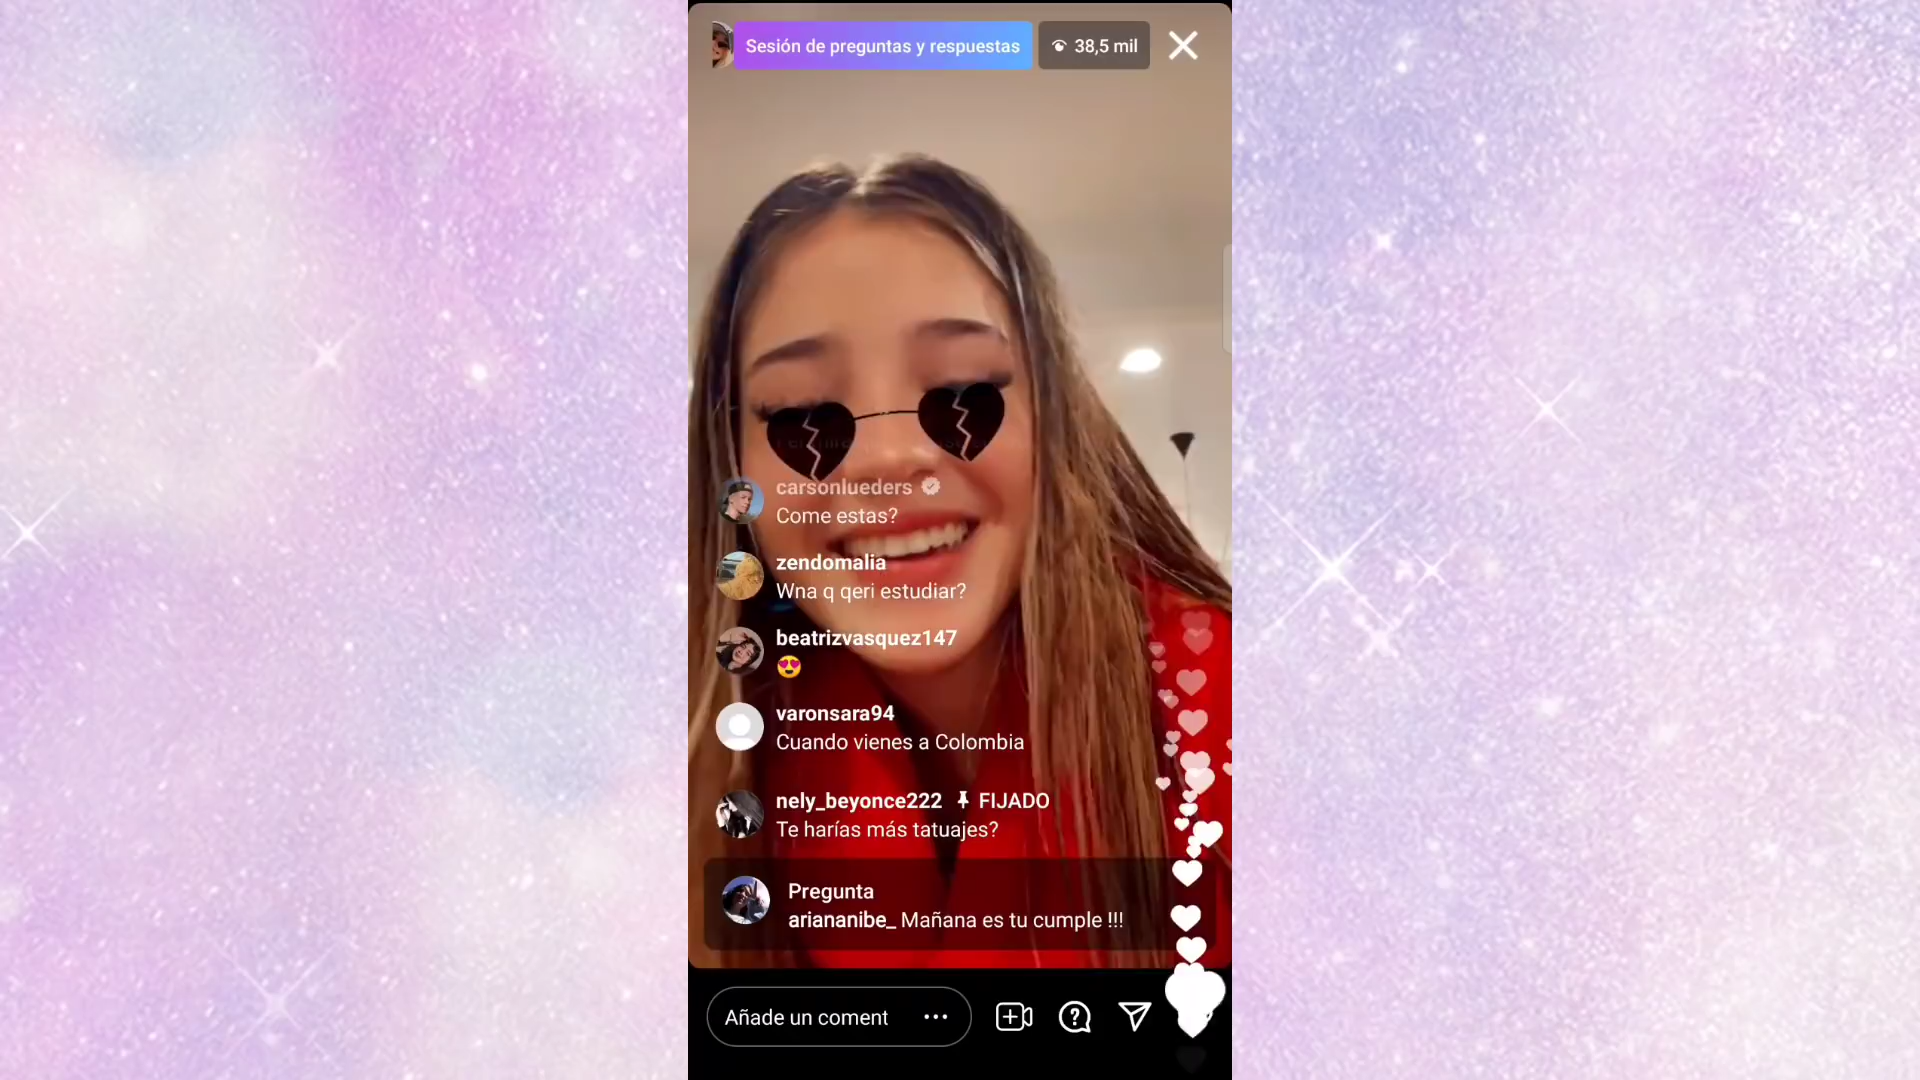 Sesión de preguntas y respuestas
38,5 mil
carsonlueders
Come estas?
zendomalia
Wna q qeri estudiar?
beatrizvasquez147
😍
varonsara94
Cuando vienes a Colombia
nely_beyonce222 FIJADO
Te harías más tatuajes?
Pregunta
ariananibe_ Mañana es tu cumple !!!
Añade un coment